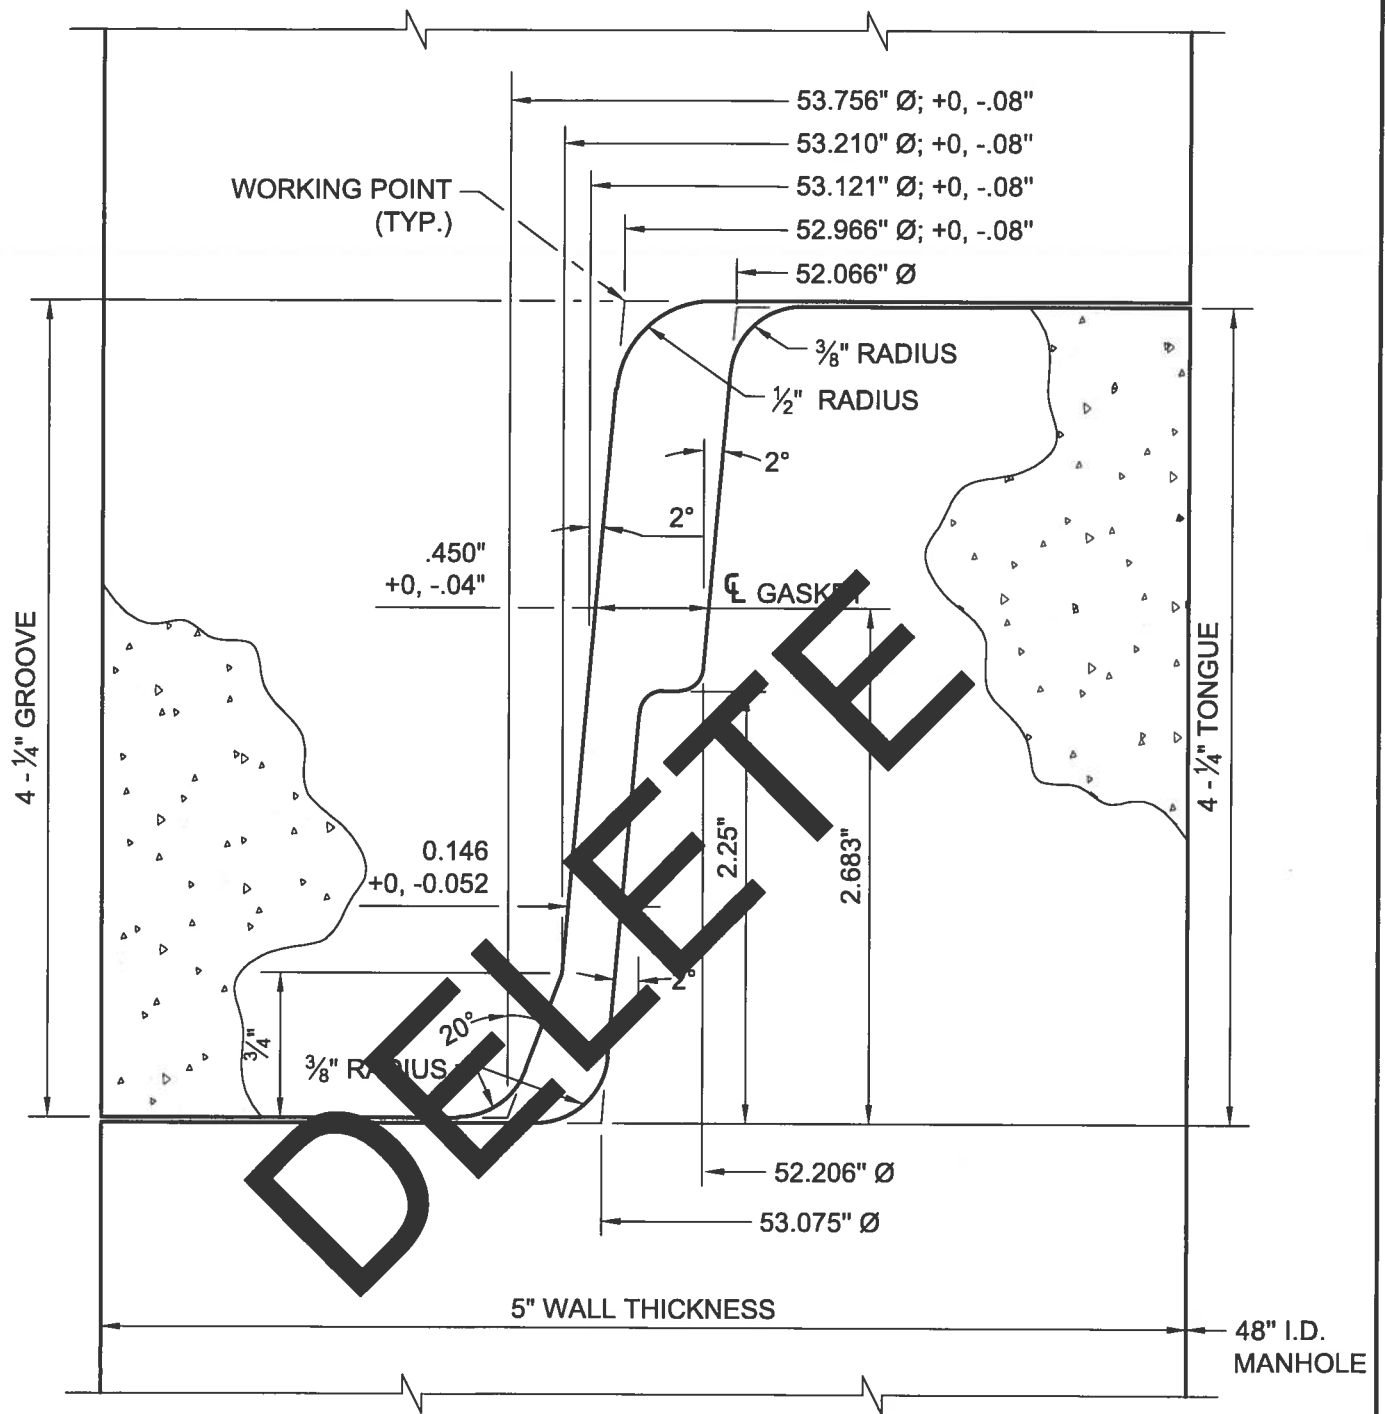 53.756" Ø; +0, -.08"
53.210" Ø; +0, -.08"
53.121" Ø; +0, -.08"
52.966" Ø; +0, -.08"
52.066" Ø
WORKING POINT
(TYP.)
⅜" RADIUS
½" RADIUS
2°
2°
.450"
+0, -.04"
℄ GASKET
4 - ¼" GROOVE
4 - ¼" TONGUE
0.146
+0, -0.052
2.25"
2.683"
2°
20°
¾"
⅜" RADIUS
DELETE
52.206" Ø
53.075" Ø
5" WALL THICKNESS
48" I.D.
MANHOLE